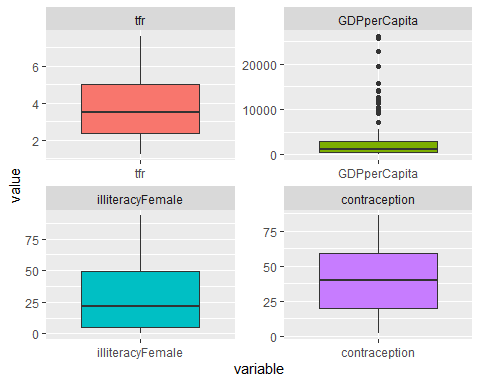 tfr
GDPperCapita
6
4
2
20000
10000
0
tfr
GDPperCapita
value
illiteracyFemale
contraception
75
50
25
0
75
50
25
0
illiteracyFemale
contraception
variable